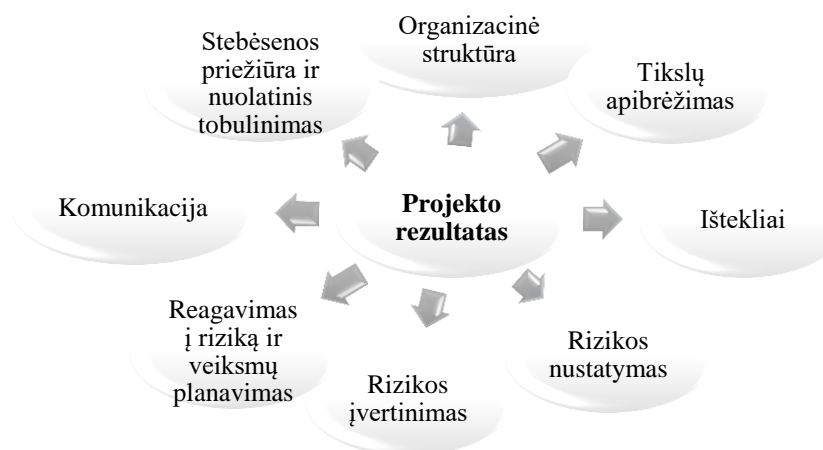 Organizacinė
struktūra
Tikslų
apibrėžimas
Ištekliai
Rizikos
nustatymas
Rizikos
įvertinimas
Reagavimas
į riziką ir
veiksmų
planavimas
Komunikacija
Stebėsenos
priežiūra ir
nuolatinis
tobulinimas
Projekto
rezultatas